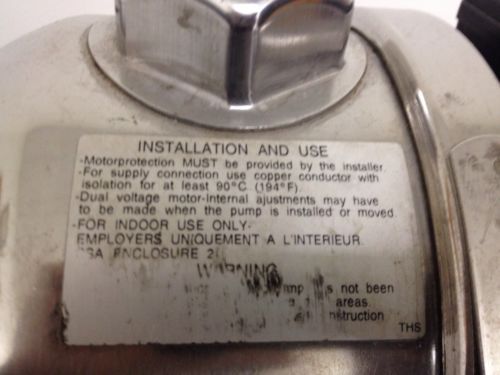 INSTALLATION AND USE
-Motorprotection MUST be provided by the installer.
-For supply connection use copper conductor with
isolation for at least 90°C. (194°F).
-Dual voltage motor-internal ajustments may have
to be made when the pump is installed or moved.
-FOR INDOOR USE ONLY-
EMPLOYERS UNIQUEMENT A L'INTERIEUR.
ENCLOSURE 2
WARNING
not been
areas.
THS